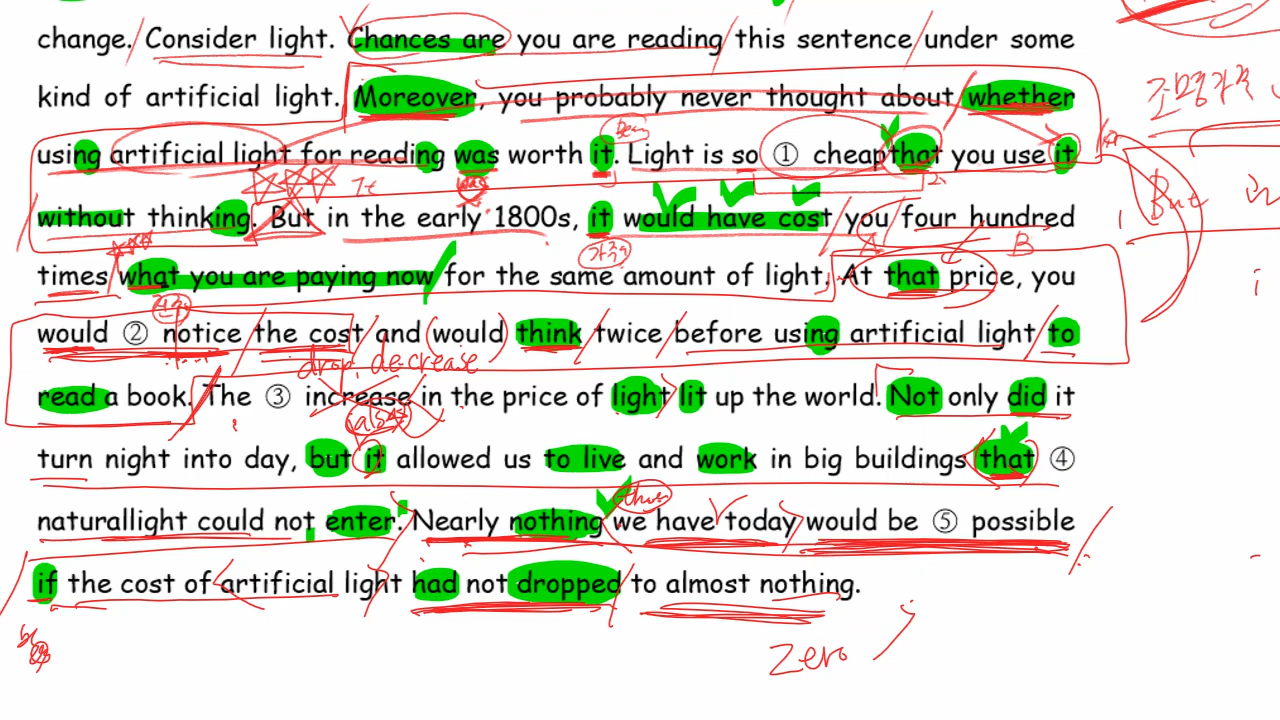 change. Consider light. Chances are you are reading this sentence under some
kind of artificial light. Moreover, you probably never thought about whether
using artificial light for reading was worth it. Light is so ① cheap that you use it
without thinking. But in the early 1800s, it would have cost you four hundred
times what you are paying now for the same amount of light. At that price, you
would ② notice the cost and would think twice before using artificial light to
read a book. The ③ increase in the price of light lit up the world. Not only did it
turn night into day, but it allowed us to live and work in big buildings that ④
naturallight could not enter. Nearly nothing we have today would be ⑤ possible
if the cost of artificial light had not dropped to almost nothing.
was
But
A
B
drop, decrease
zero